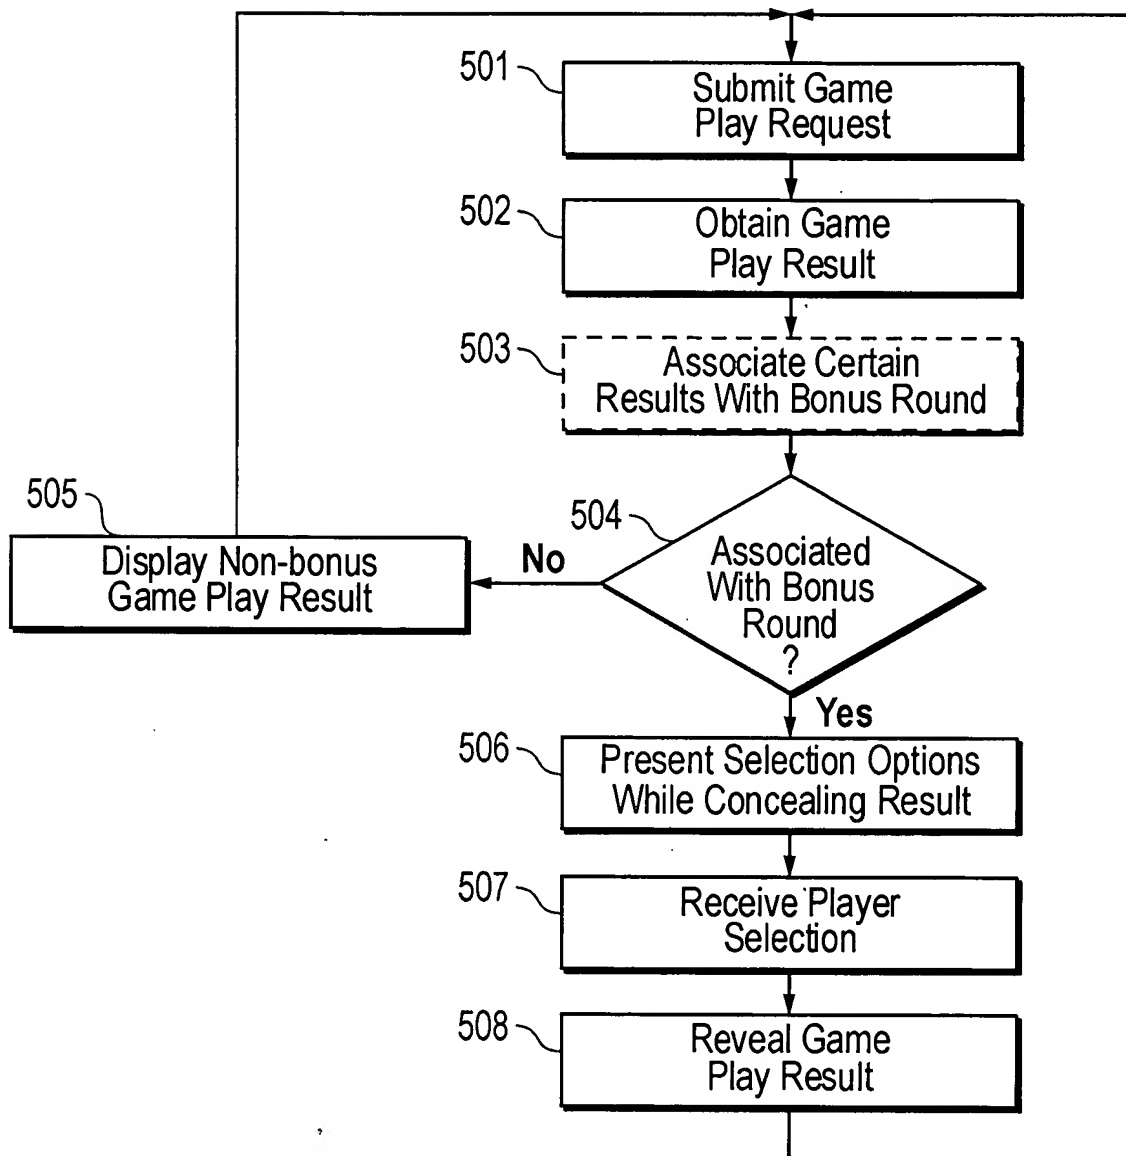 501
Submit Game
Play Request
502
Obtain Game
Play Result
503
Associate Certain
Results With Bonus Round
504
Associated
With Bonus
Round
?
No
505
Display Non-bonus
Game Play Result
Yes
506
Present Selection Options
While Concealing Result
507
Receive Player
Selection
508
Reveal Game
Play Result